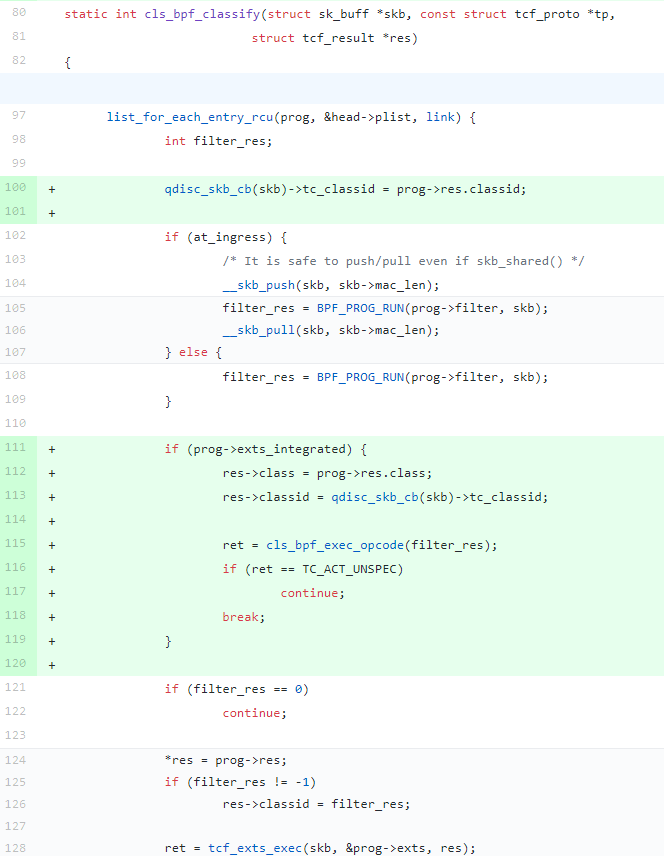 80 static int cls_bpf_classify(struct sk_buff *skb, const struct tcf_proto *tp,
81 struct tcf_result *res)
82 {
97 list_for_each_entry_rcu(prog, &head->plist, link) {
98 int filter_res;
99
100 + qdisc_skb_cb(skb)->tc_classid = prog->res.classid;
101 +
102 if (at_ingress) {
103 /* It is safe to push/pull even if skb_shared() */
104 __skb_push(skb, skb->mac_len);
105 filter_res = BPF_PROG_RUN(prog->filter, skb);
106 __skb_pull(skb, skb->mac_len);
107 } else {
108 filter_res = BPF_PROG_RUN(prog->filter, skb);
109 }
110
111 + if (prog->exts_integrated) {
112 + res->class = prog->res.class;
113 + res->classid = qdisc_skb_cb(skb)->tc_classid;
114 +
115 + ret = cls_bpf_exec_opcode(filter_res);
116 + if (ret == TC_ACT_UNSPEC)
117 + continue;
118 + break;
119 + }
120 +
121 if (filter_res == 0)
122 continue;
123
124 *res = prog->res;
125 if (filter_res != -1)
126 res->classid = filter_res;
127
128 ret = tcf_exts_exec(skb, &prog->exts, res);